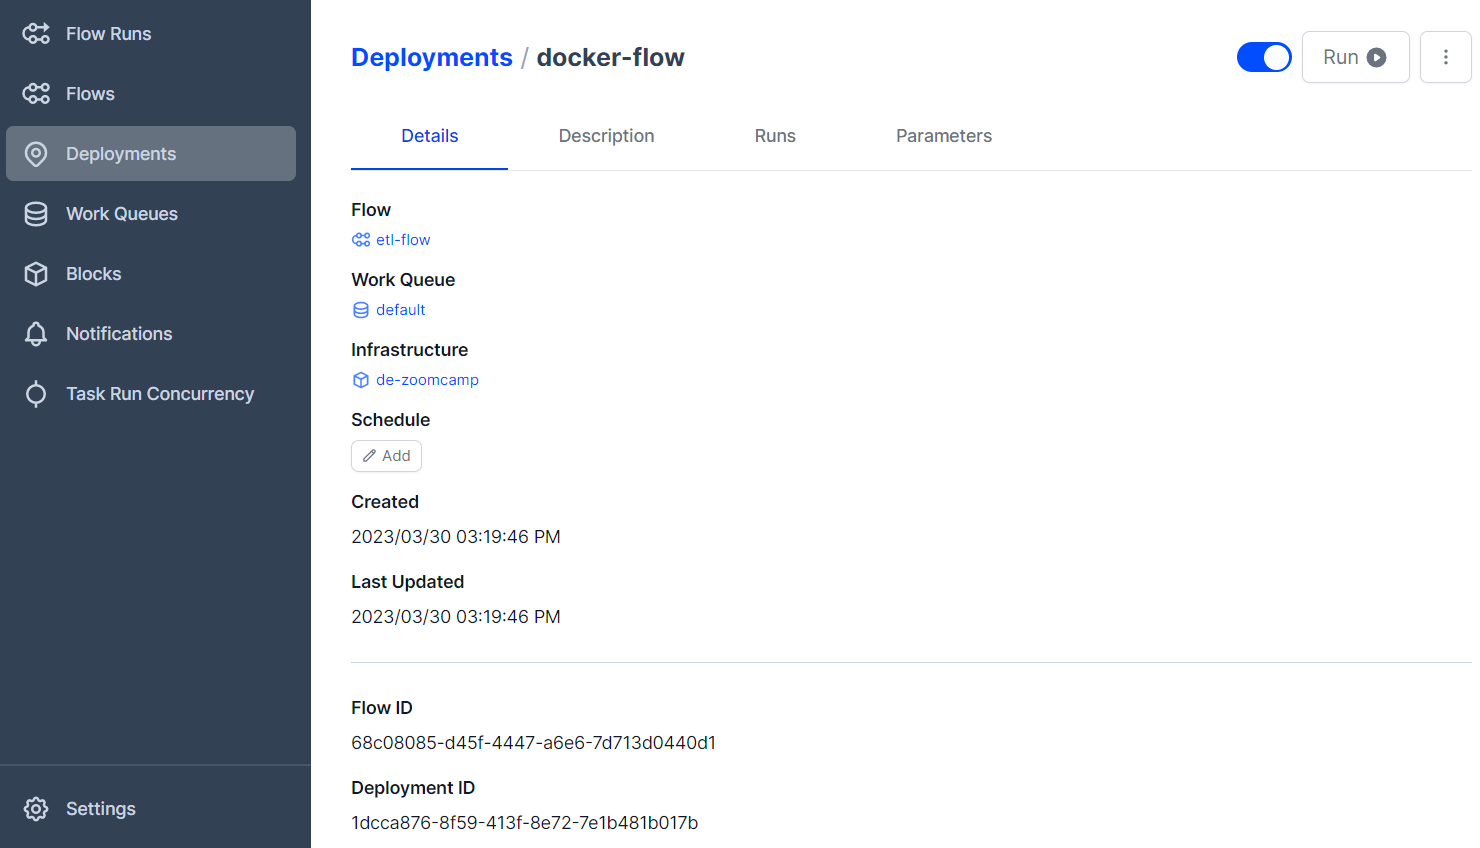 Flow Runs
Flows
Deployments
Work Queues
Blocks
Notifications
Task Run Concurrency
Settings
Deployments / docker-flow
Run
Details Description Runs Parameters
Flow
etl-flow
Work Queue
default
Infrastructure
de-zoomcamp
Schedule
Add
Created
2023/03/30 03:19:46 PM
Last Updated
2023/03/30 03:19:46 PM
Flow ID
68c08085-d45f-4447-a6e6-7d713d0440d1
Deployment ID
1dcca876-8f59-413f-8e72-7e1b481b017b